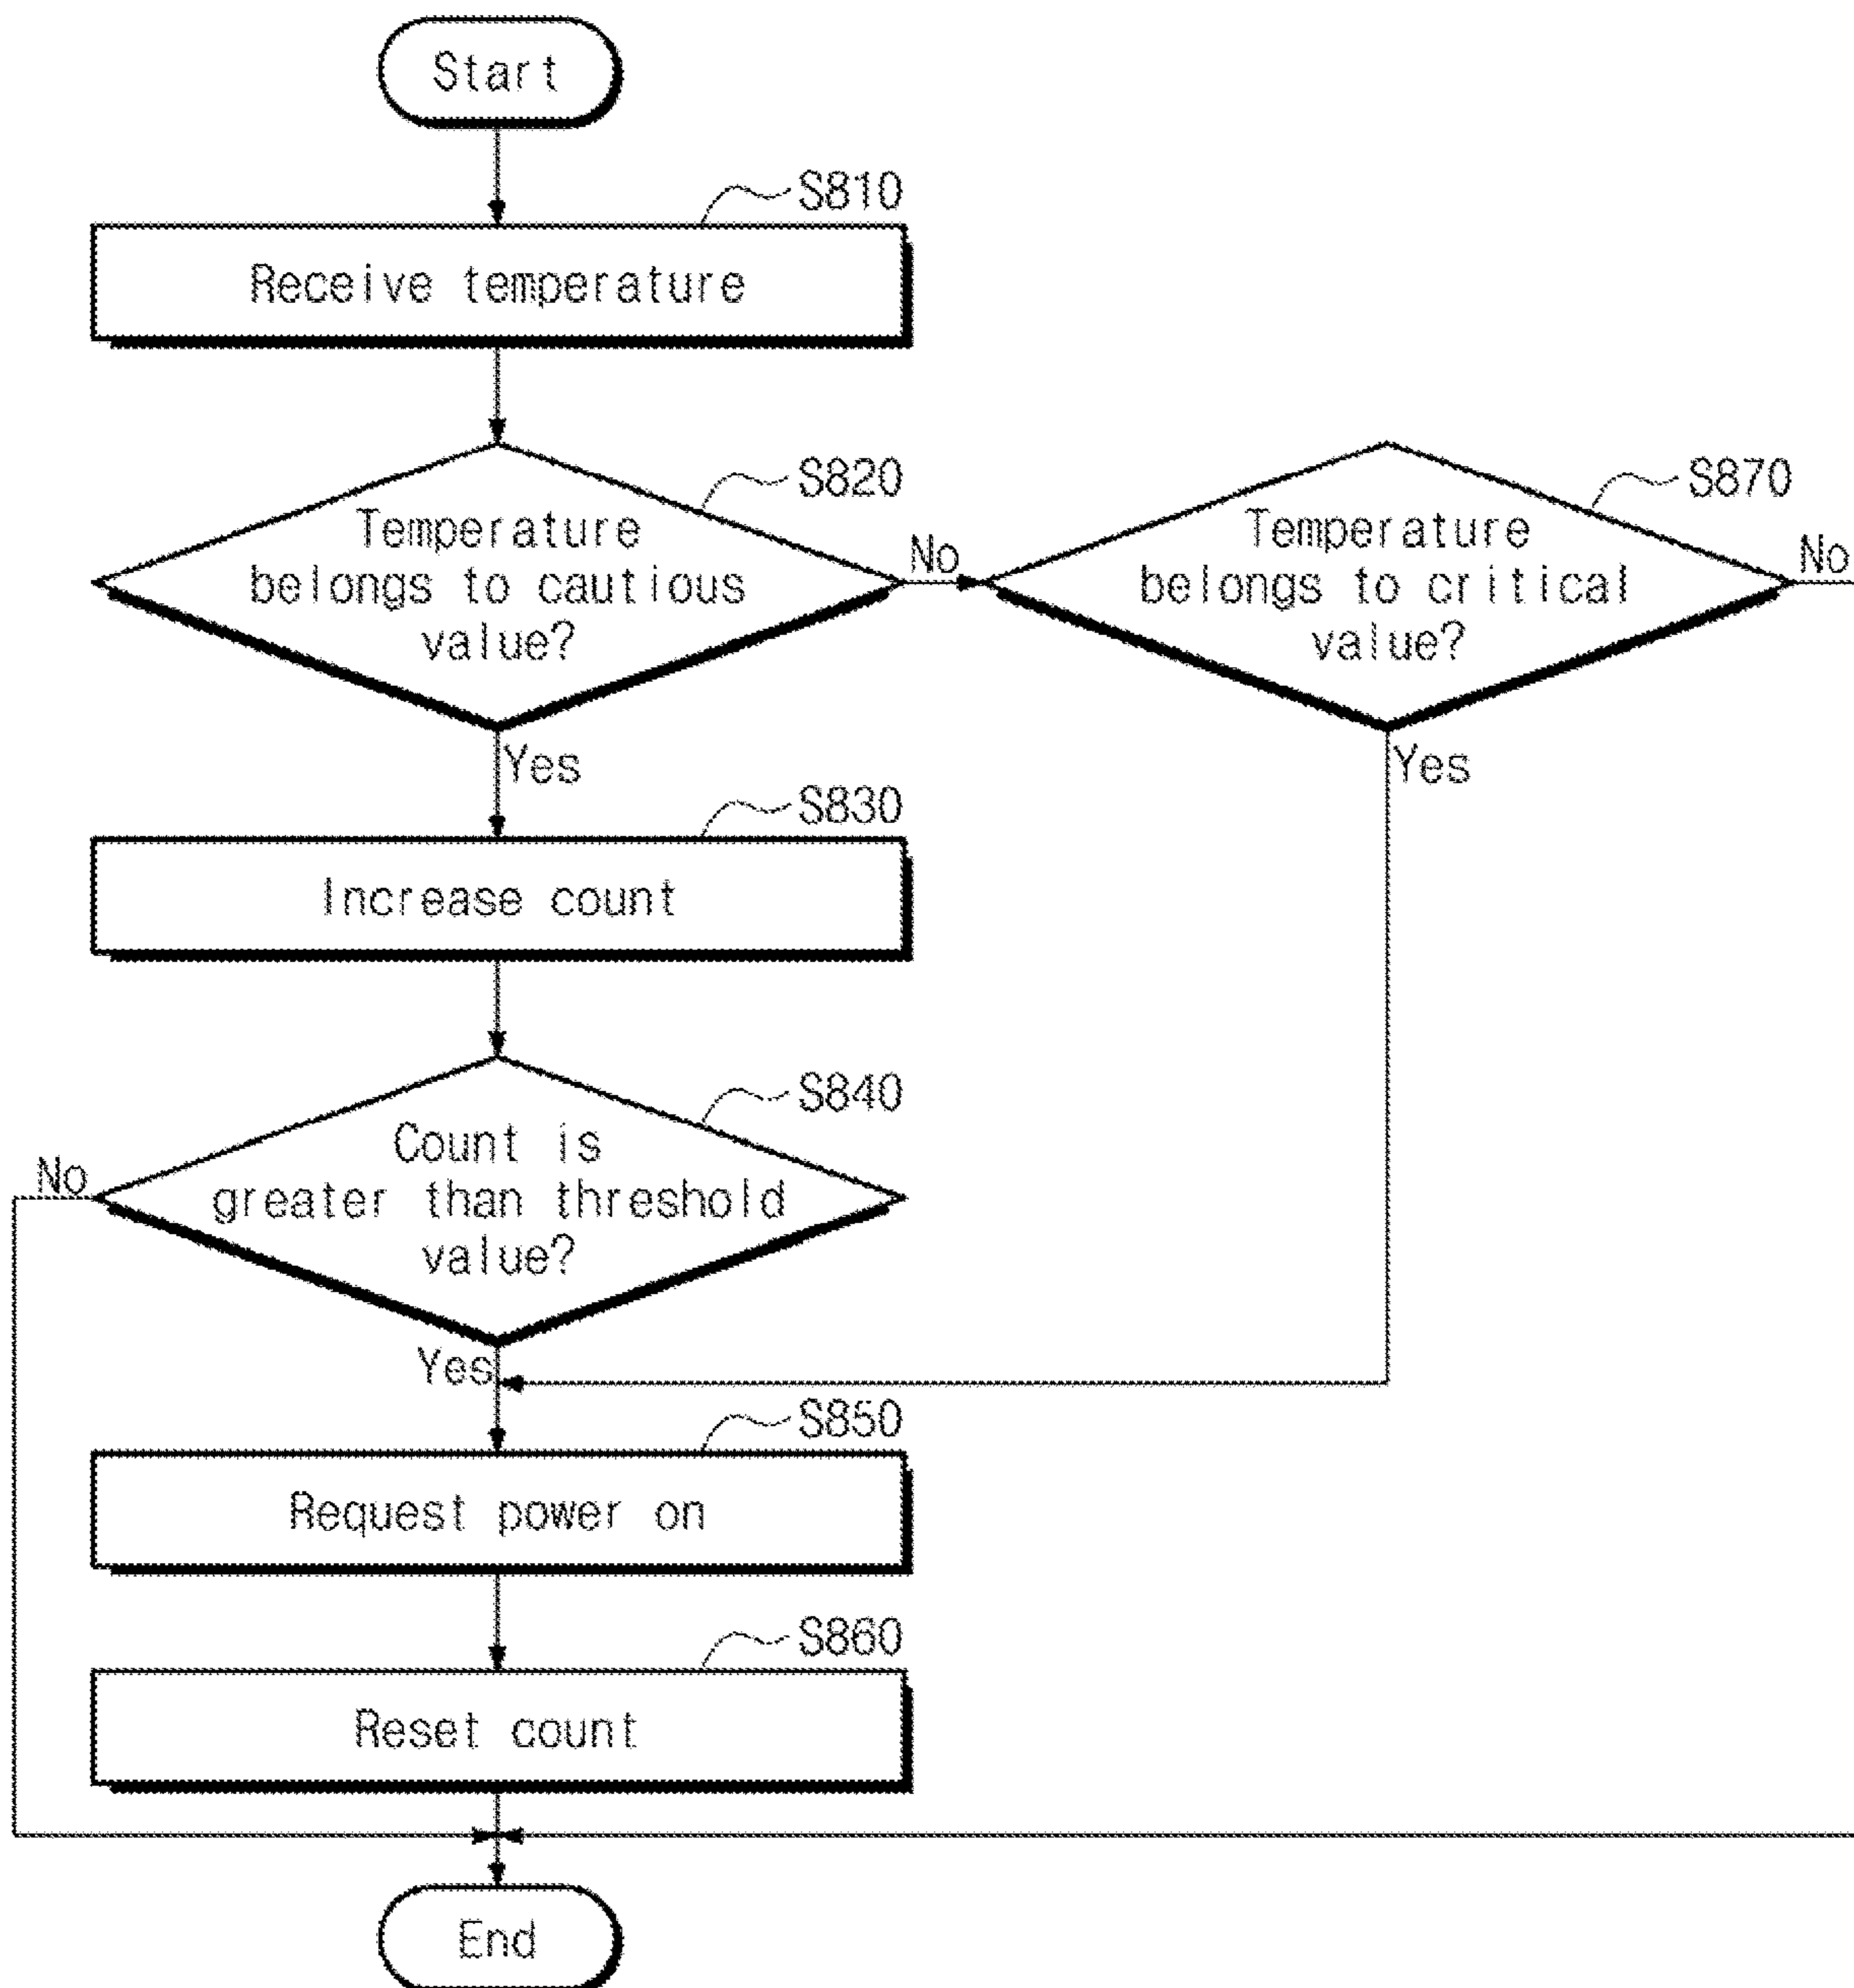 Start
S810
Receive temperature
S820
Temperature
belongs to cautious
value?
No
Yes
S870
Temperature
belongs to critical
value?
No
Yes
S830
Increase count
S840
Count is
greater than threshold
value?
No
Yes
S850
Request power on
S860
Reset count
End